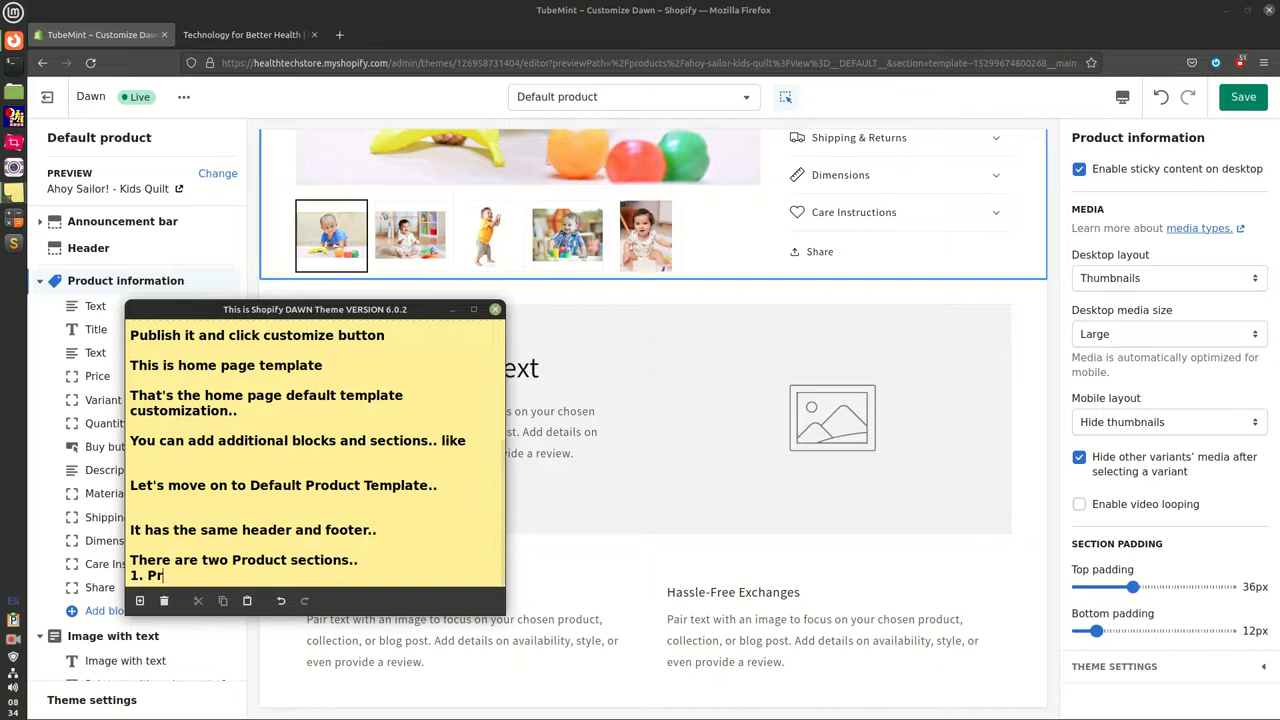 TubeMint ~ Customize Dawn ~ Shopify — Mozilla Firefox
TubeMint ~ Customize Daw
Technology for Better Health |
https://healthtechstore.myshopify.com/admin/themes/126958731404/editor?previewPath=%2Fproducts%2Fahoy-sailor-kids-quilt%3Fview%3D__DEFAULT__&section=template--15299674800268__main
51
Dawn
Live
Default product
Save
Default product
PREVIEW
Ahoy Sailor! - Kids Quilt
Change
Announcement bar
Header
Product information
Text
Title
Text
Price
Variant
Quantity
Buy but
Descrip
Materia
Shippin
Dimens
Care Ins
Share
Add blo
Image with text
Image with text
Theme settings
Shipping & Returns
Dimensions
Care Instructions
Share
ext
s on your chosen
post. Add details on
vide a review.
Hassle-Free Exchanges
Pair text with an image to focus on your chosen product,
collection, or blog post. Add details on availability, style, or
even provide a review.
Pair text with an image to focus on your chosen product,
collection, or blog post. Add details on availability, style, or
even provide a review.
This is Shopify DAWN Theme VERSION 6.0.2
Publish it and click customize button
This is home page template
That's the home page default template
customization..
You can add additional blocks and sections.. like
Let's move on to Default Product Template..
It has the same header and footer..
There are two Product sections..
1. Pr
Product information
Enable sticky content on desktop
MEDIA
Learn more about media types.
Desktop layout
Thumbnails
Desktop media size
Large
Media is automatically optimized for
mobile.
Mobile layout
Hide thumbnails
Hide other variants’ media after
selecting a variant
Enable video looping
SECTION PADDING
Top padding
36px
Bottom padding
12px
THEME SETTINGS
En
08
34